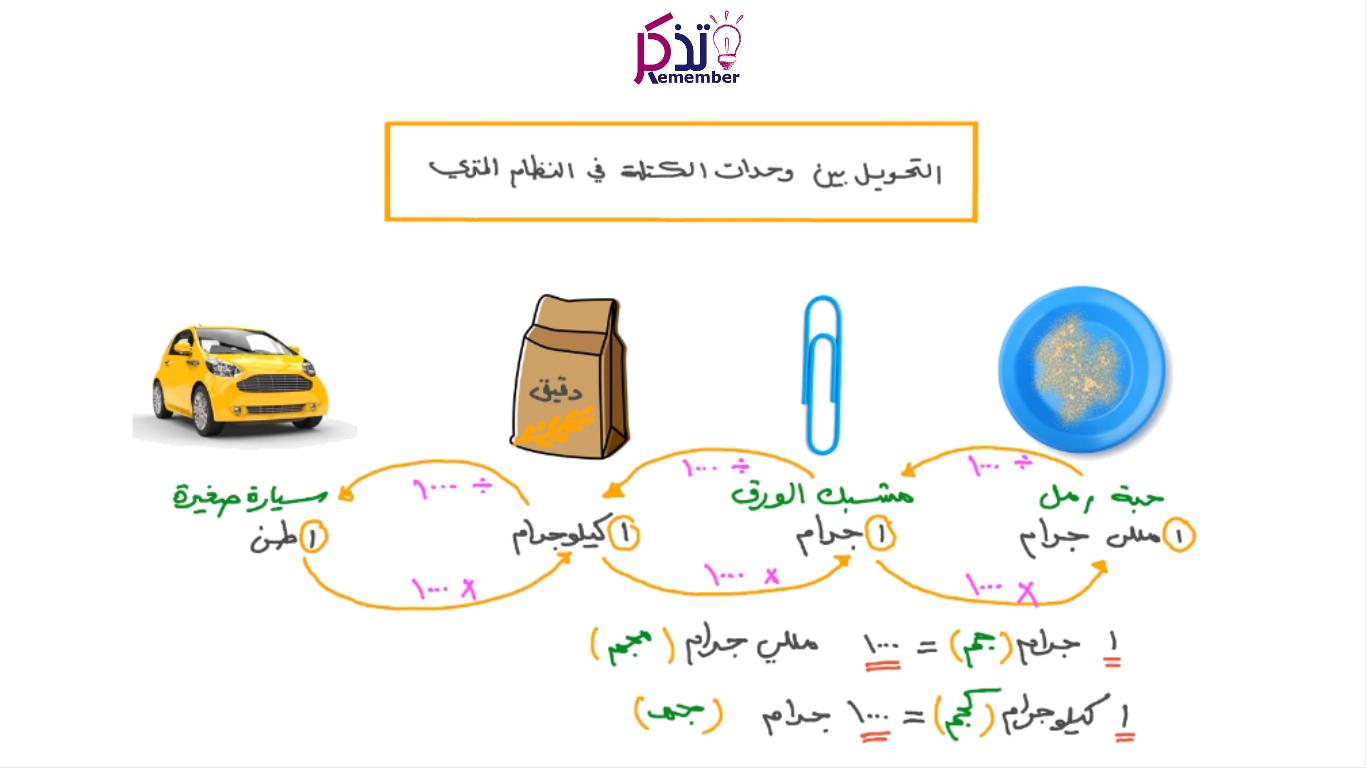 تذكر
Remember
التحويل بين وحدات الكتلة في النظام المتري
دقيق
÷ ١٠٠٠
÷ ١٠٠٠
÷ ١٠٠٠
حبة رمل
مشبك الورق
سيارة صغيرة
١ مللي جرام
١ جرام
١ كيلوجرام
١ طن
x ١٠٠٠
x ١٠٠٠
x ١٠٠٠
١ جرام (جم) = ١٠٠٠ مللي جرام (مجم)
١ كيلوجرام (كجم) = ١٠٠٠ جرام (جم)